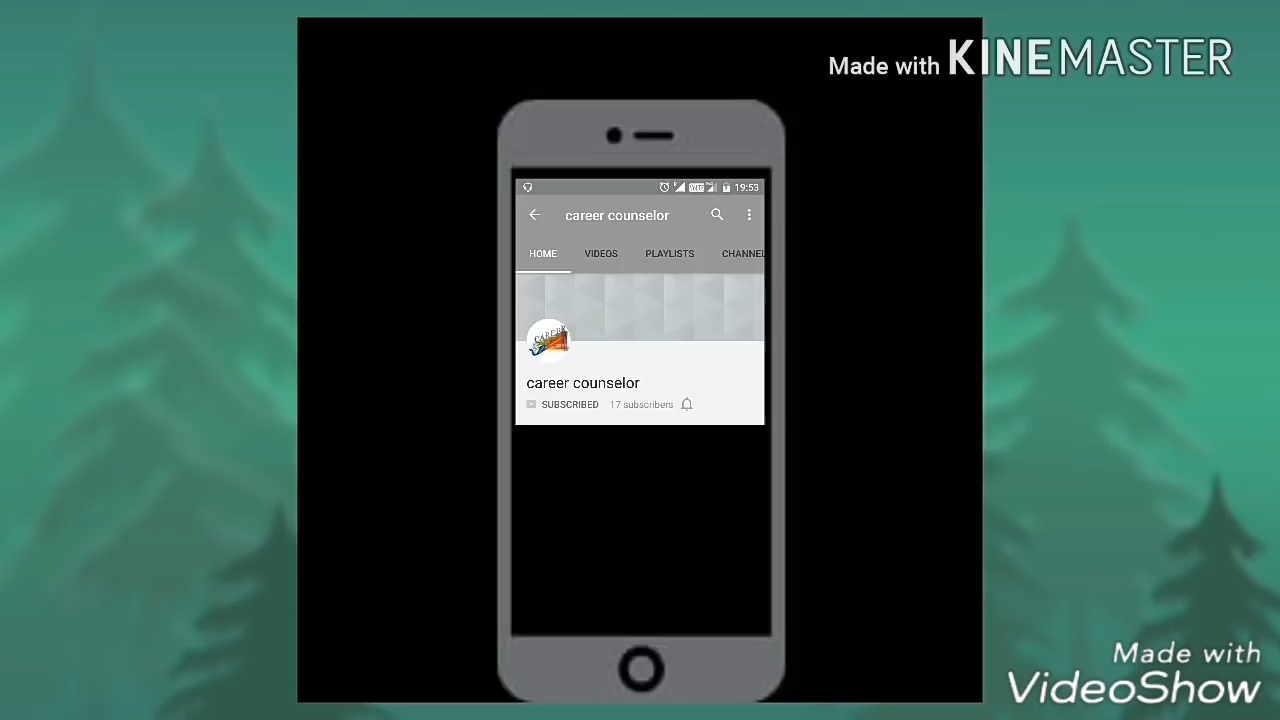 Made with KINEMASTER
19:53
career counselor
HOME VIDEOS PLAYLISTS CHANNEL
CAREER
career counselor
SUBSCRIBED 17 subscribers
Made with
VideoShow